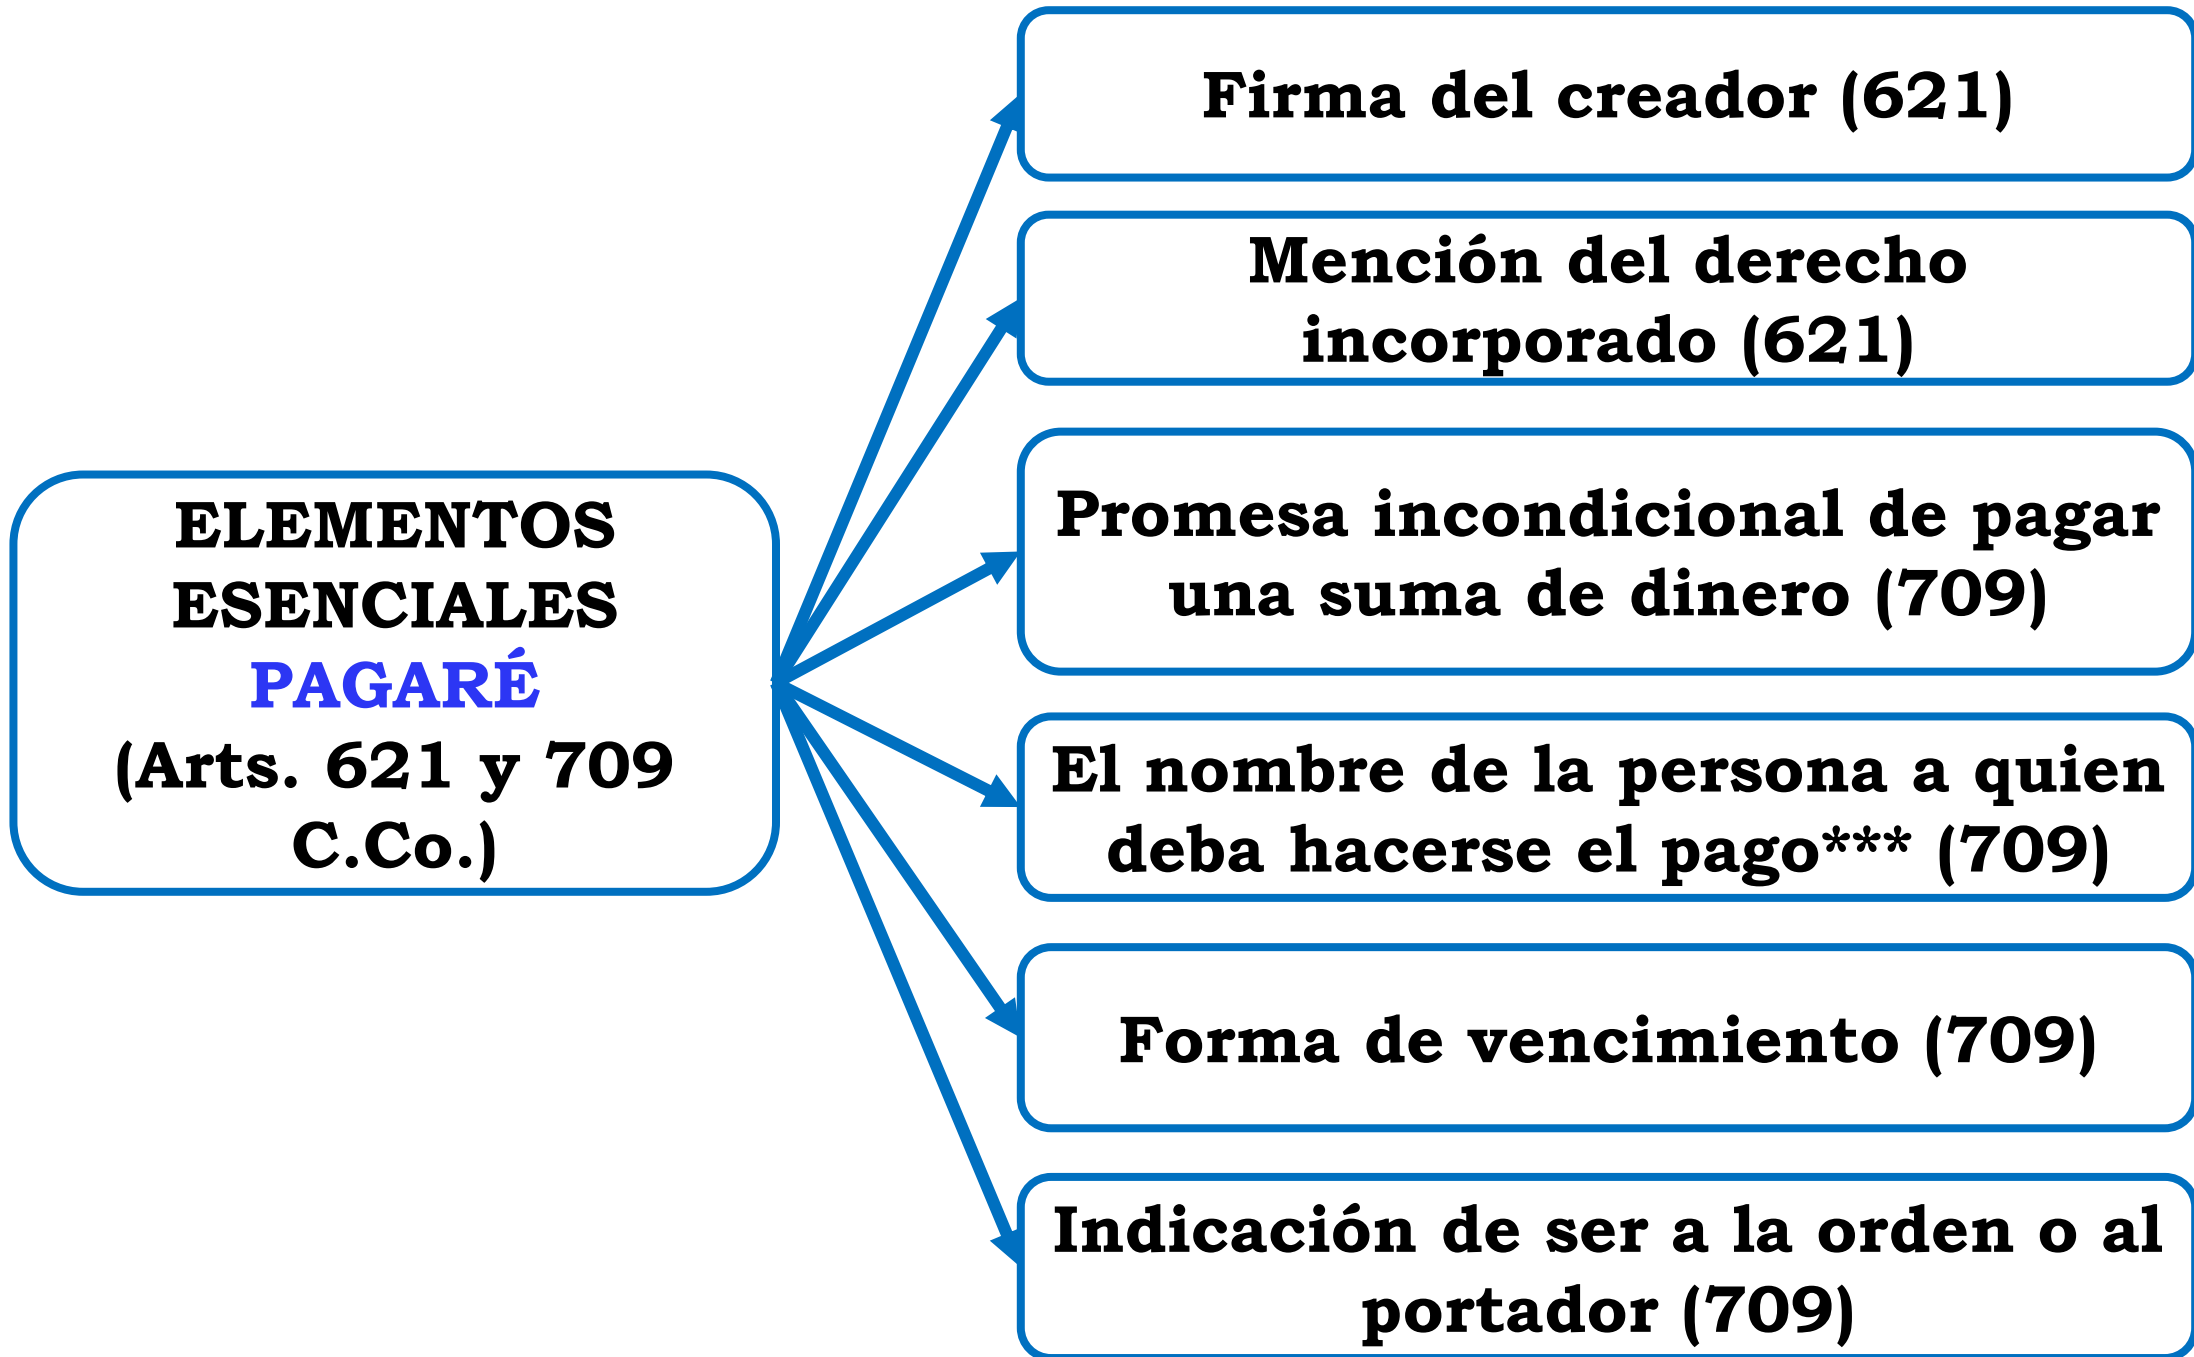 ELEMENTOS
ESENCIALES
PAGARÉ
(Arts. 621 y 709
C.Co.)
Firma del creador (621)
Mención del derecho
incorporado (621)
Promesa incondicional de pagar
una suma de dinero (709)
El nombre de la persona a quien
deba hacerse el pago*** (709)
Forma de vencimiento (709)
Indicación de ser a la orden o al
portador (709)